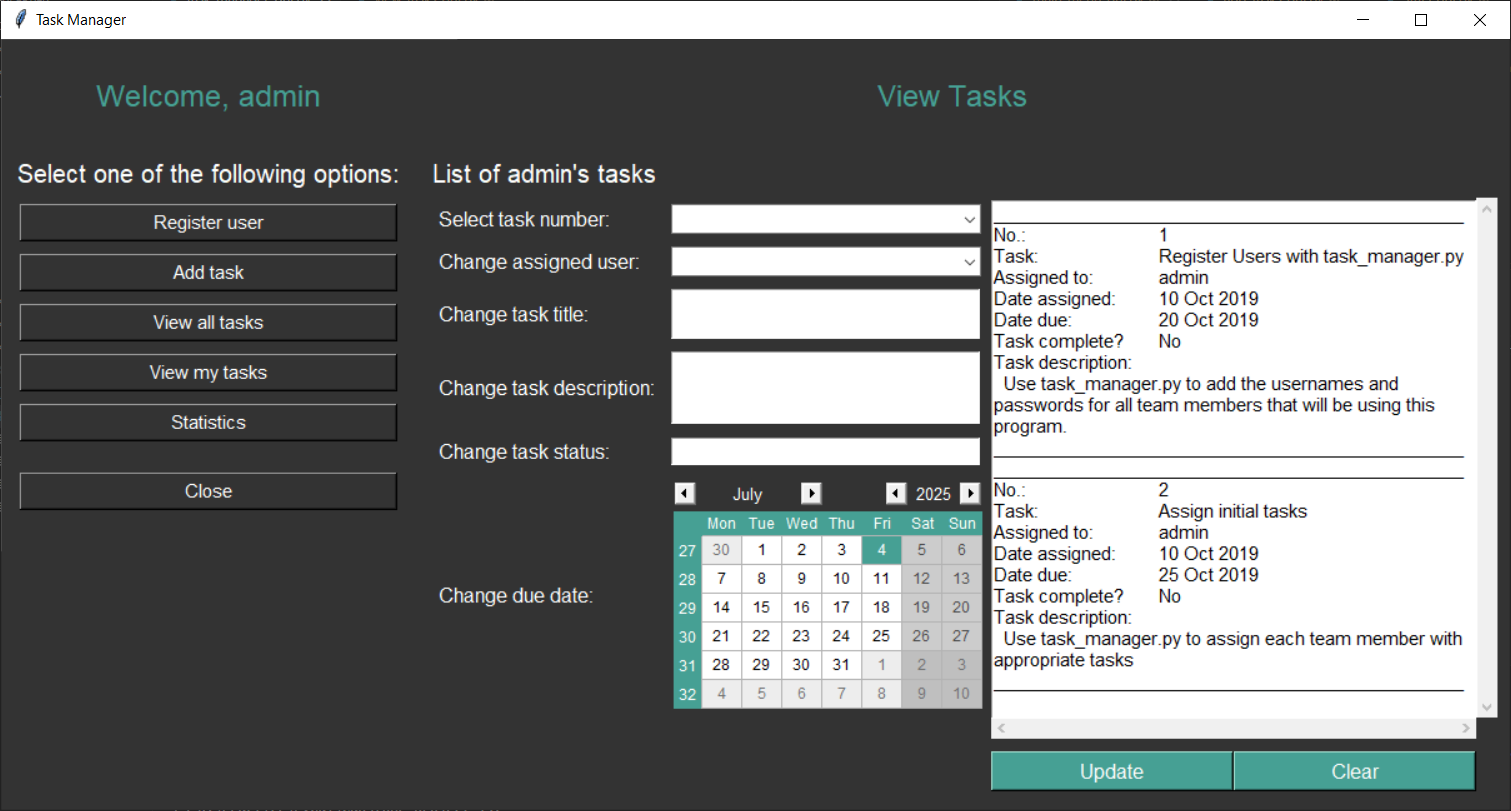 Task Manager
Welcome, admin
View Tasks
Select one of the following options:
Register user
Add task
View all tasks
View my tasks
Statistics
Close
List of admin's tasks
Select task number:
Change assigned user:
Change task title:
Change task description:
Change task status:
Change due date:
July 2025
Mon Tue Wed Thu Fri Sat Sun
27 30 1 2 3 4 5 6
28 7 8 9 10 11 12 13
29 14 15 16 17 18 19 20
30 21 22 23 24 25 26 27
31 28 29 30 31 1 2 3
32 4 5 6 7 8 9 10
No.: 1
Task: Register Users with task_manager.py
Assigned to: admin
Date assigned: 10 Oct 2019
Date due: 20 Oct 2019
Task complete? No
Task description:
Use task_manager.py to add the usernames and
passwords for all team members that will be using this
program.
No.: 2
Task: Assign initial tasks
Assigned to: admin
Date assigned: 10 Oct 2019
Date due: 25 Oct 2019
Task complete? No
Task description:
Use task_manager.py to assign each team member with
appropriate tasks
Update
Clear